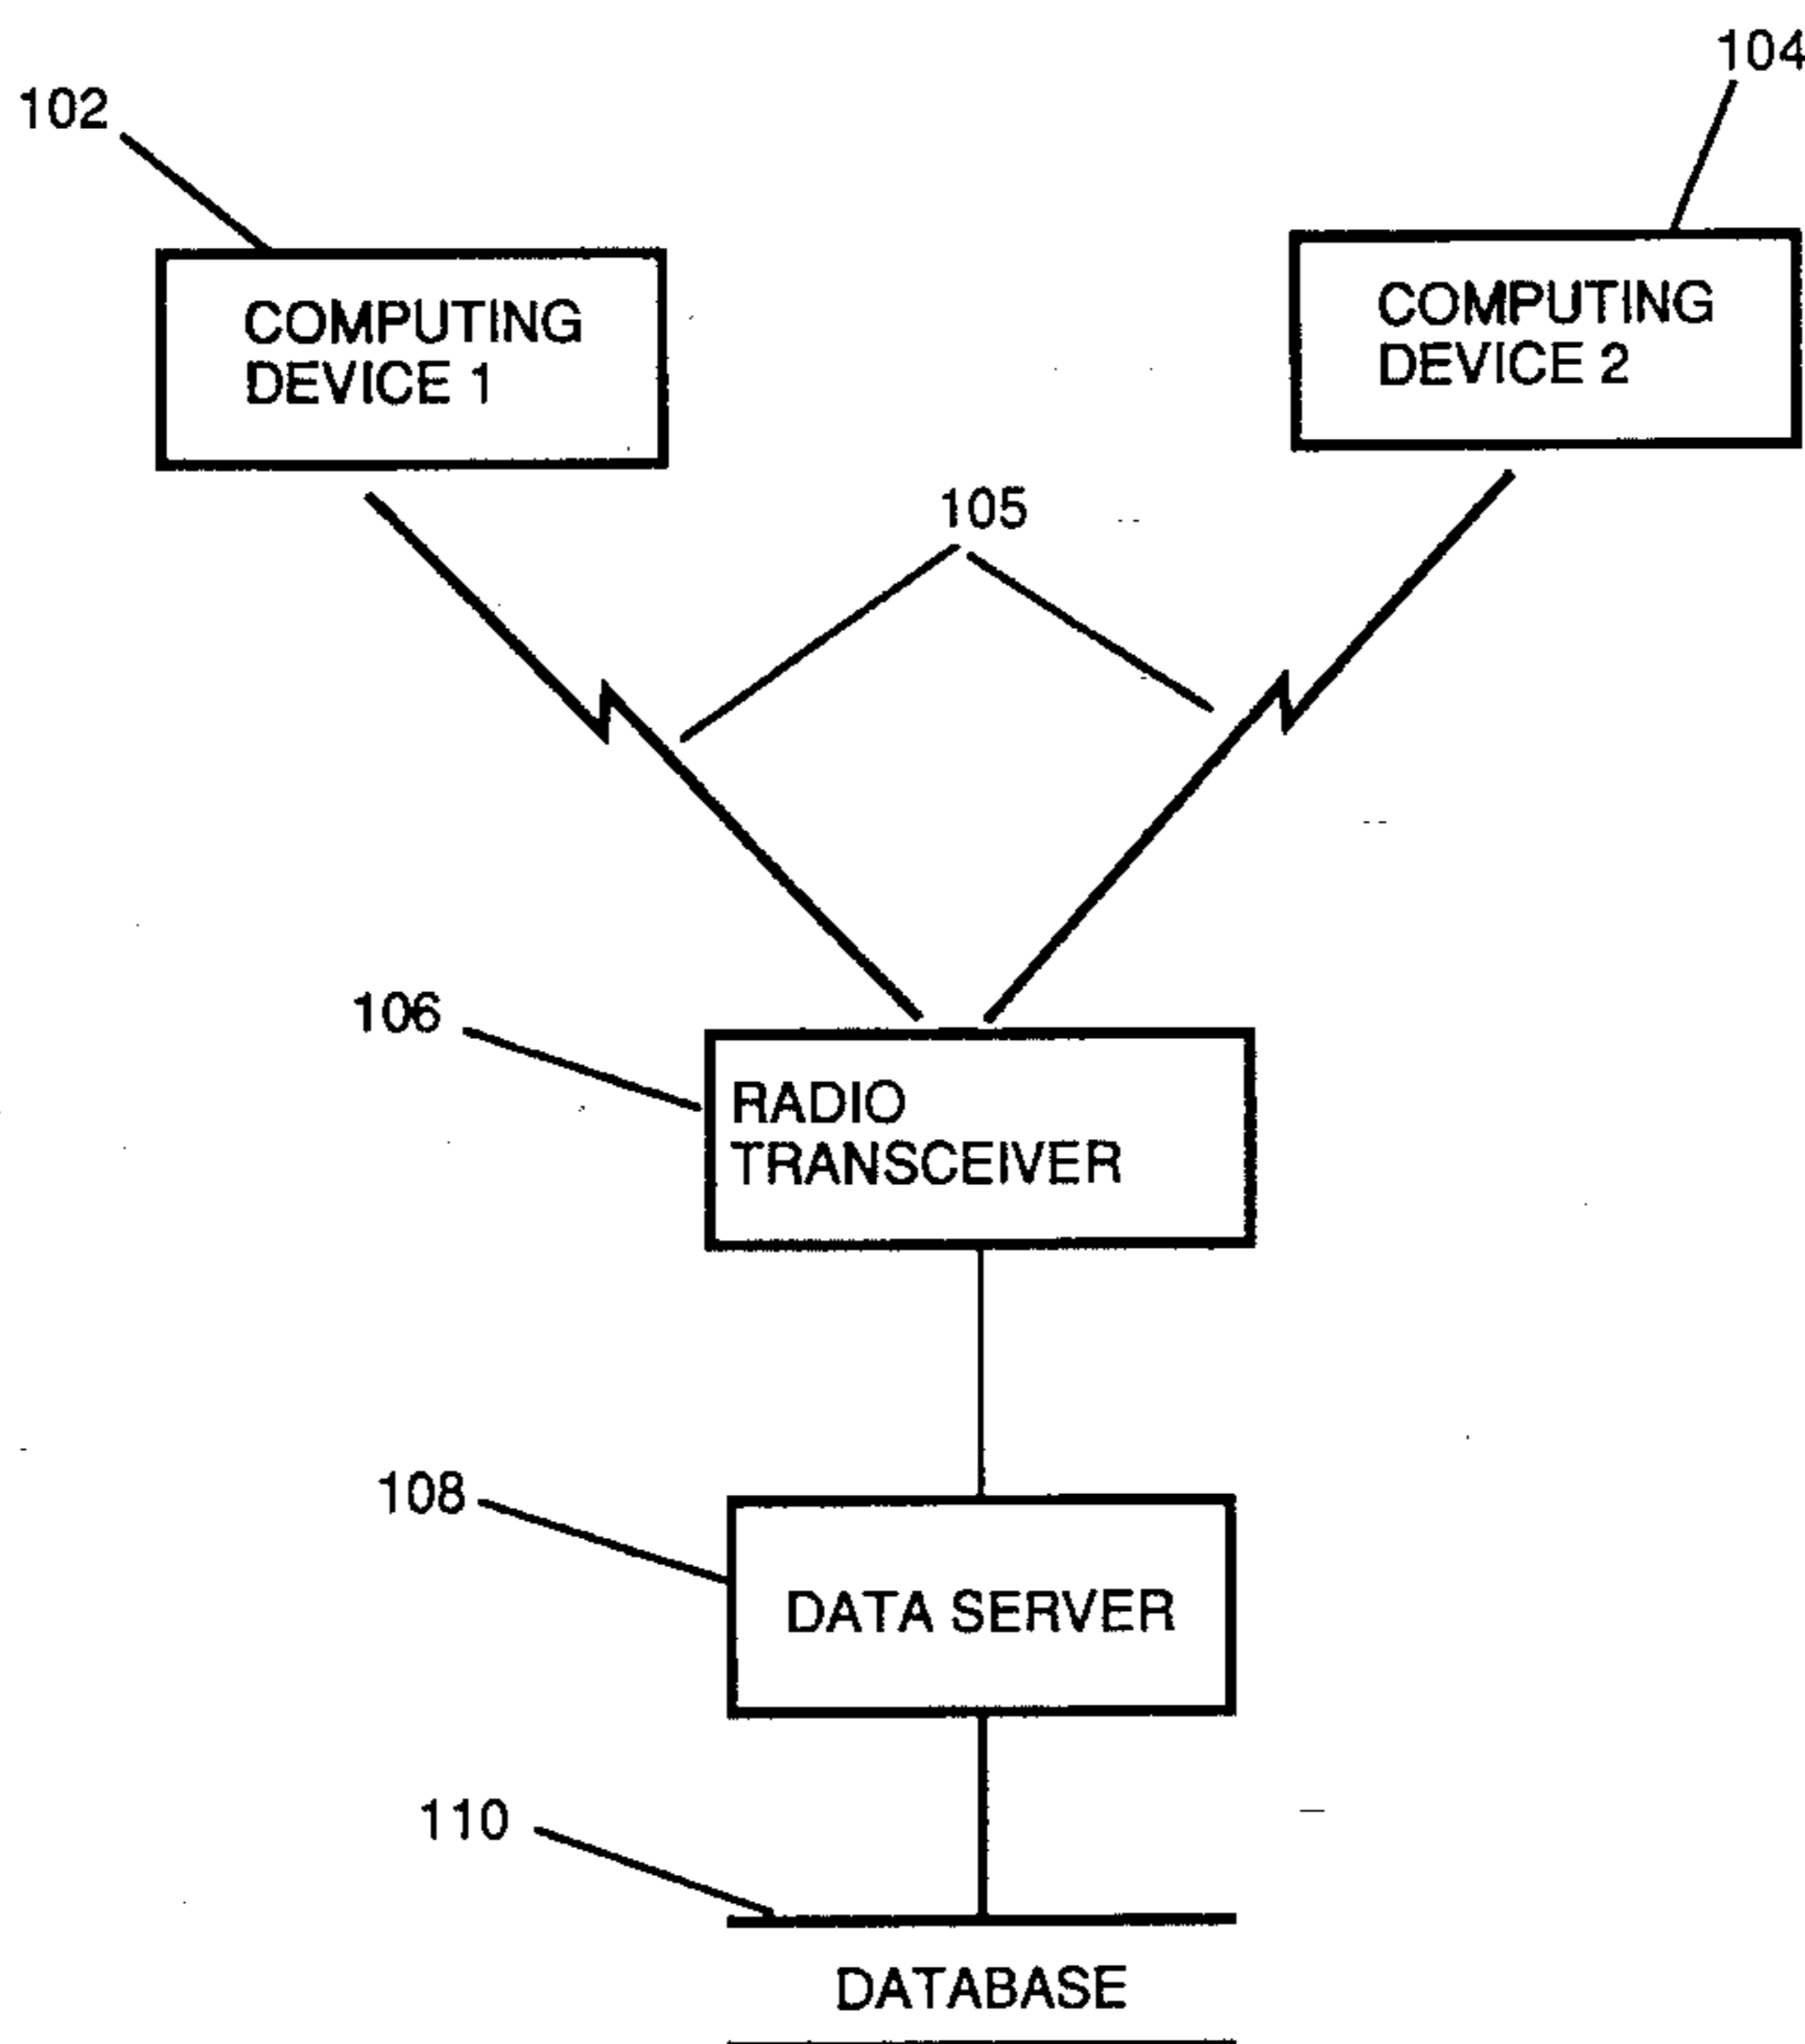 104
102
COMPUTING
DEVICE 1
COMPUTING
DEVICE 2
105
106
RADIO
TRANSCEIVER
108
DATA SERVER
110
DATABASE